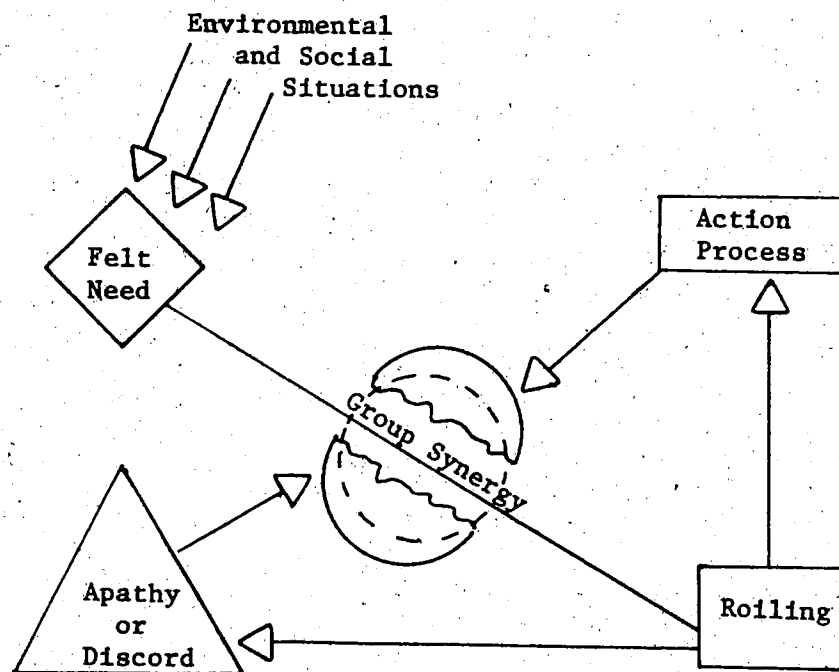 Environmental
and Social
Situations
Action
Process
Felt
Need
Group Synergy
Apathy
or
Discord
Roiling